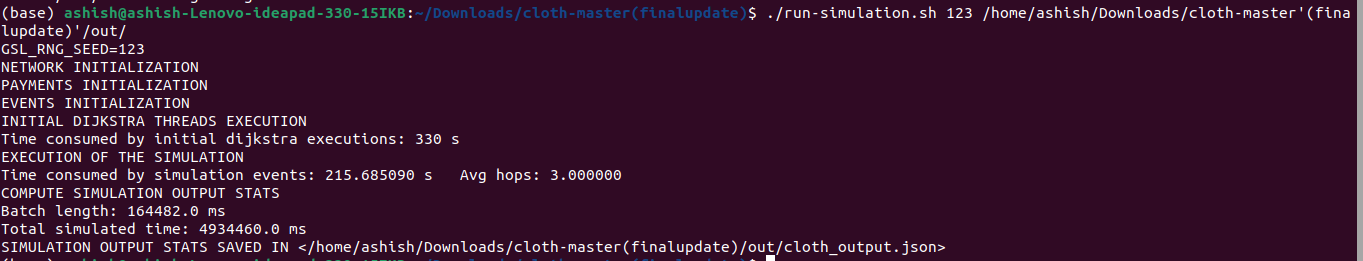 (base) ashish@ashish-Lenovo-ideapad-330-15IKB:~/Downloads/cloth-master(finalupdate)$ ./run-simulation.sh 123 /home/ashish/Downloads/cloth-master'(fina
lupdate)'/out/
GSL_RNG_SEED=123
NETWORK INITIALIZATION
PAYMENTS INITIALIZATION
EVENTS INITIALIZATION
INITIAL DIJKSTRA THREADS EXECUTION
Time consumed by initial dijkstra executions: 330 s
EXECUTION OF THE SIMULATION
Time consumed by simulation events: 215.685090 s   Avg hops: 3.000000
COMPUTE SIMULATION OUTPUT STATS
Batch length: 164482.0 ms
Total simulated time: 4934460.0 ms
SIMULATION OUTPUT STATS SAVED IN </home/ashish/Downloads/cloth-master(finalupdate)/out/cloth_output.json>